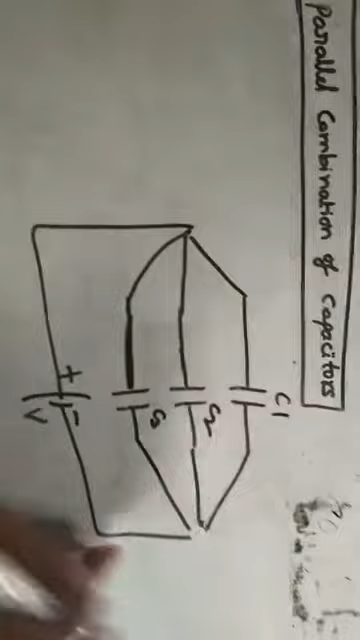 Parallel Combination of Capacitors
C1
C2
C3
+ -
V